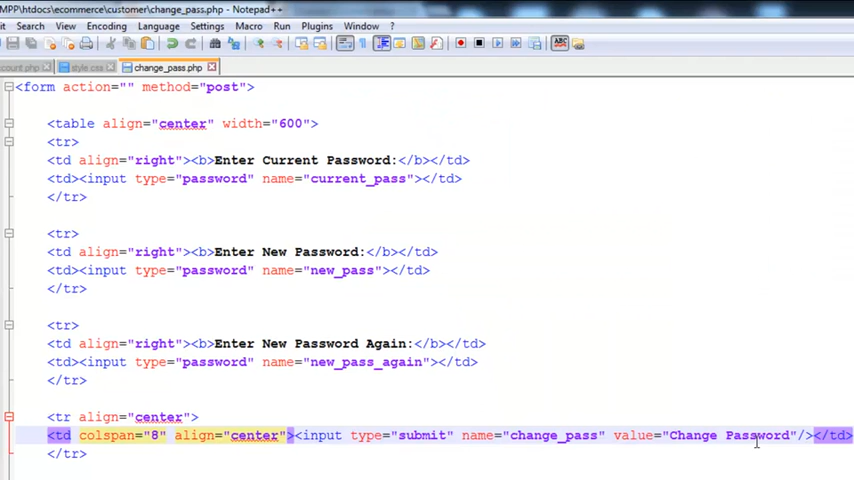 MPP\htdocs\ecommerce\customer\change_pass.php - Notepad++
Search View Encoding Language Settings Macro Run Plugins Window ?
count.php style.css change_pass.php
<form action="" method="post">
<table align="center" width="600">
<tr>
<td align="right"><b>Enter Current Password:</b></td>
<td><input type="password" name="current_pass"></td>
</tr>
<tr>
<td align="right"><b>Enter New Password:</b></td>
<td><input type="password" name="new_pass"></td>
</tr>
<tr>
<td align="right"><b>Enter New Password Again:</b></td>
<td><input type="password" name="new_pass_again"></td>
</tr>
<tr align="center">
<td colspan="8" align="center"><input type="submit" name="change_pass" value="Change Password"/></td>
</tr>